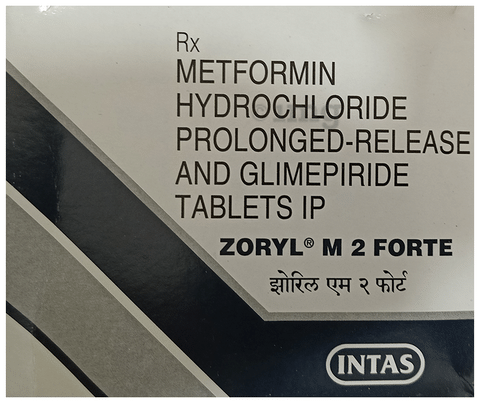 Rx
METFORMIN
HYDROCHLORIDE
PROLONGED-RELEASE
AND GLIMEPIRIDE
TABLETS IP
ZORYL® M 2 FORTE
झोरिल एम २ फोर्ट
INTAS